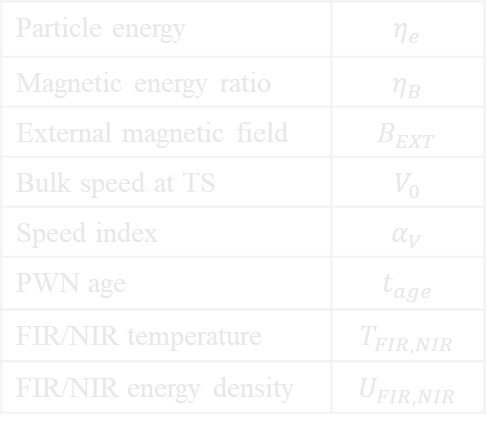 Particle energy η_e
Magnetic energy ratio η_B
External magnetic field B_EXT
Bulk speed at TS V_0
Speed index α_V
PWN age t_age
FIR/NIR temperature T_FIR,NIR
FIR/NIR energy density U_FIR,NIR